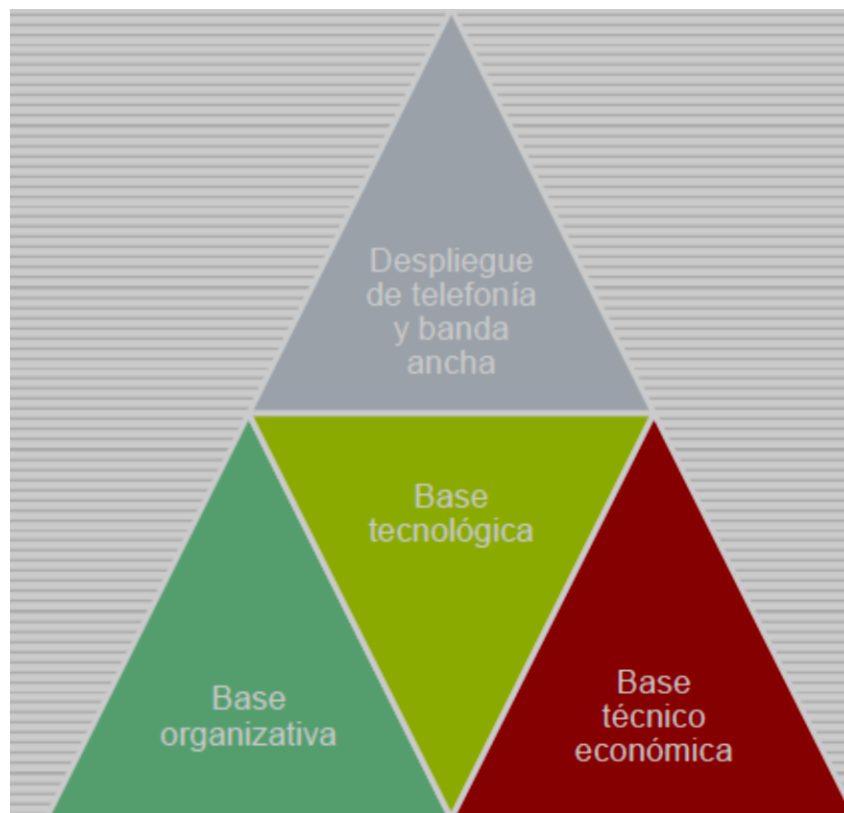 Despliegue
de telefonía
y banda
ancha
Base
tecnológica
Base
organizativa
Base
técnico
económica